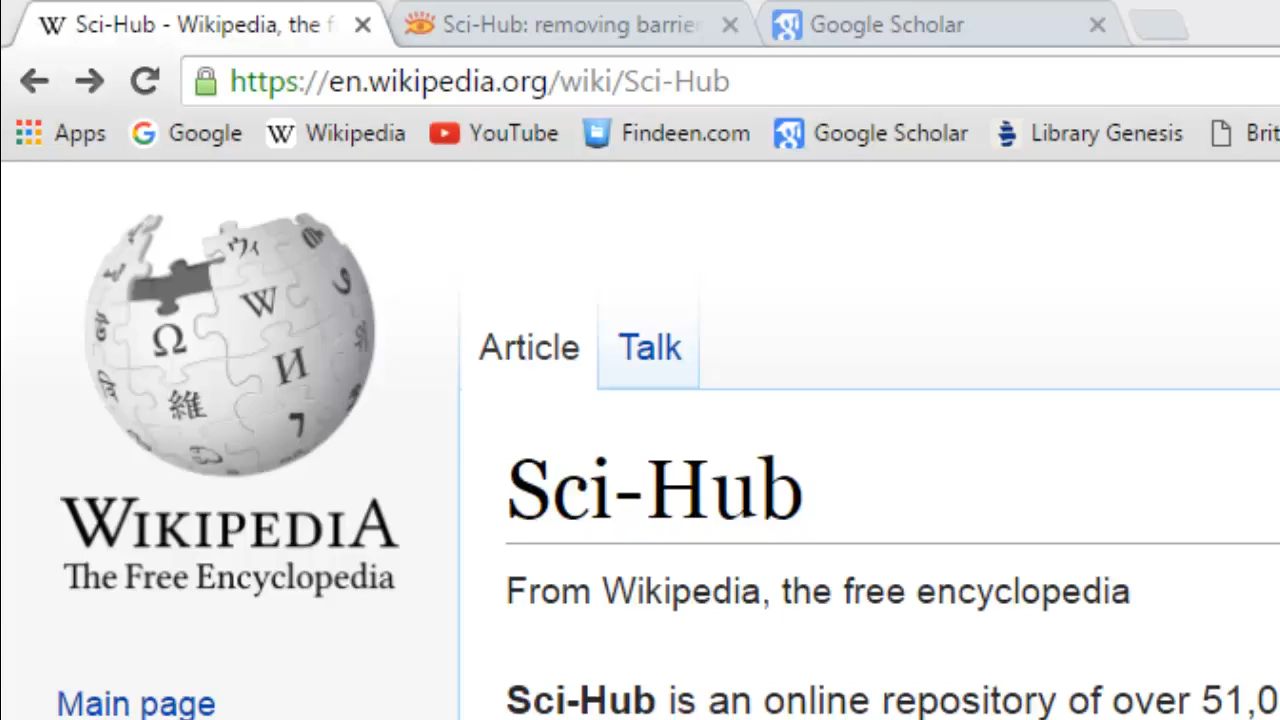 Sci-Hub - Wikipedia, the f
Sci-Hub: removing barrie
Google Scholar
https://en.wikipedia.org/wiki/Sci-Hub
Apps Google Wikipedia YouTube Findeen.com Google Scholar Library Genesis Brit
Article Talk
WIKIPEDIA
The Free Encyclopedia
Sci-Hub
From Wikipedia, the free encyclopedia
Main page
Sci-Hub is an online repository of over 51,0